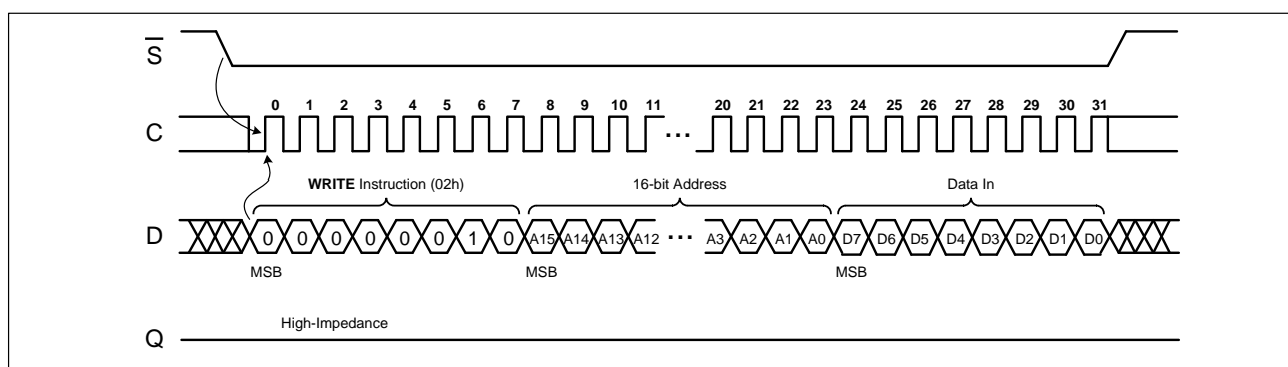 S
0 1 2 3 4 5 6 7 8 9 10 11 20 21 22 23 24 25 26 27 28 29 30 31
C ...
WRITE Instruction (02h) 16-bit Address Data In
D 0 0 0 0 0 0 1 0 A15 A14 A13 A12 ... A3 A2 A1 A0 D7 D6 D5 D4 D3 D2 D1 D0
MSB MSB MSB
High-Impedance
Q